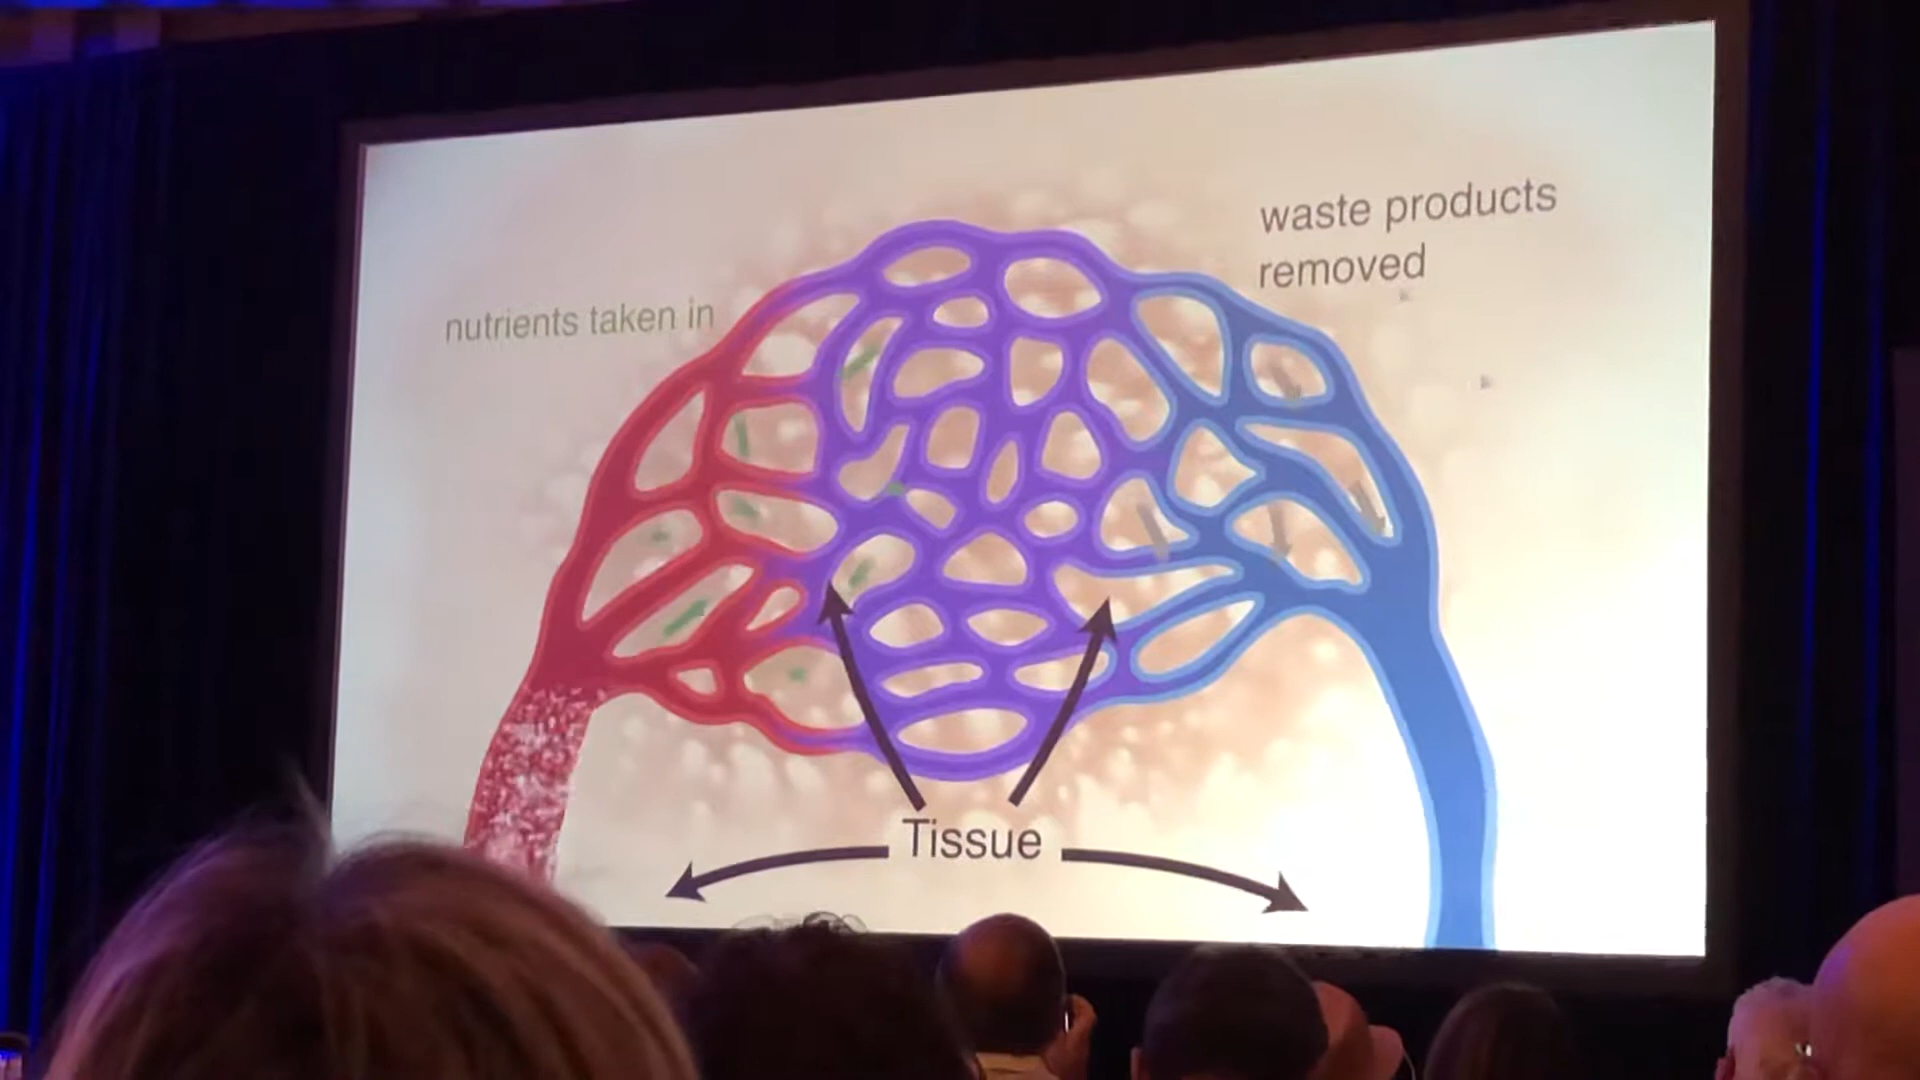 nutrients taken in
waste products
removed
Tissue